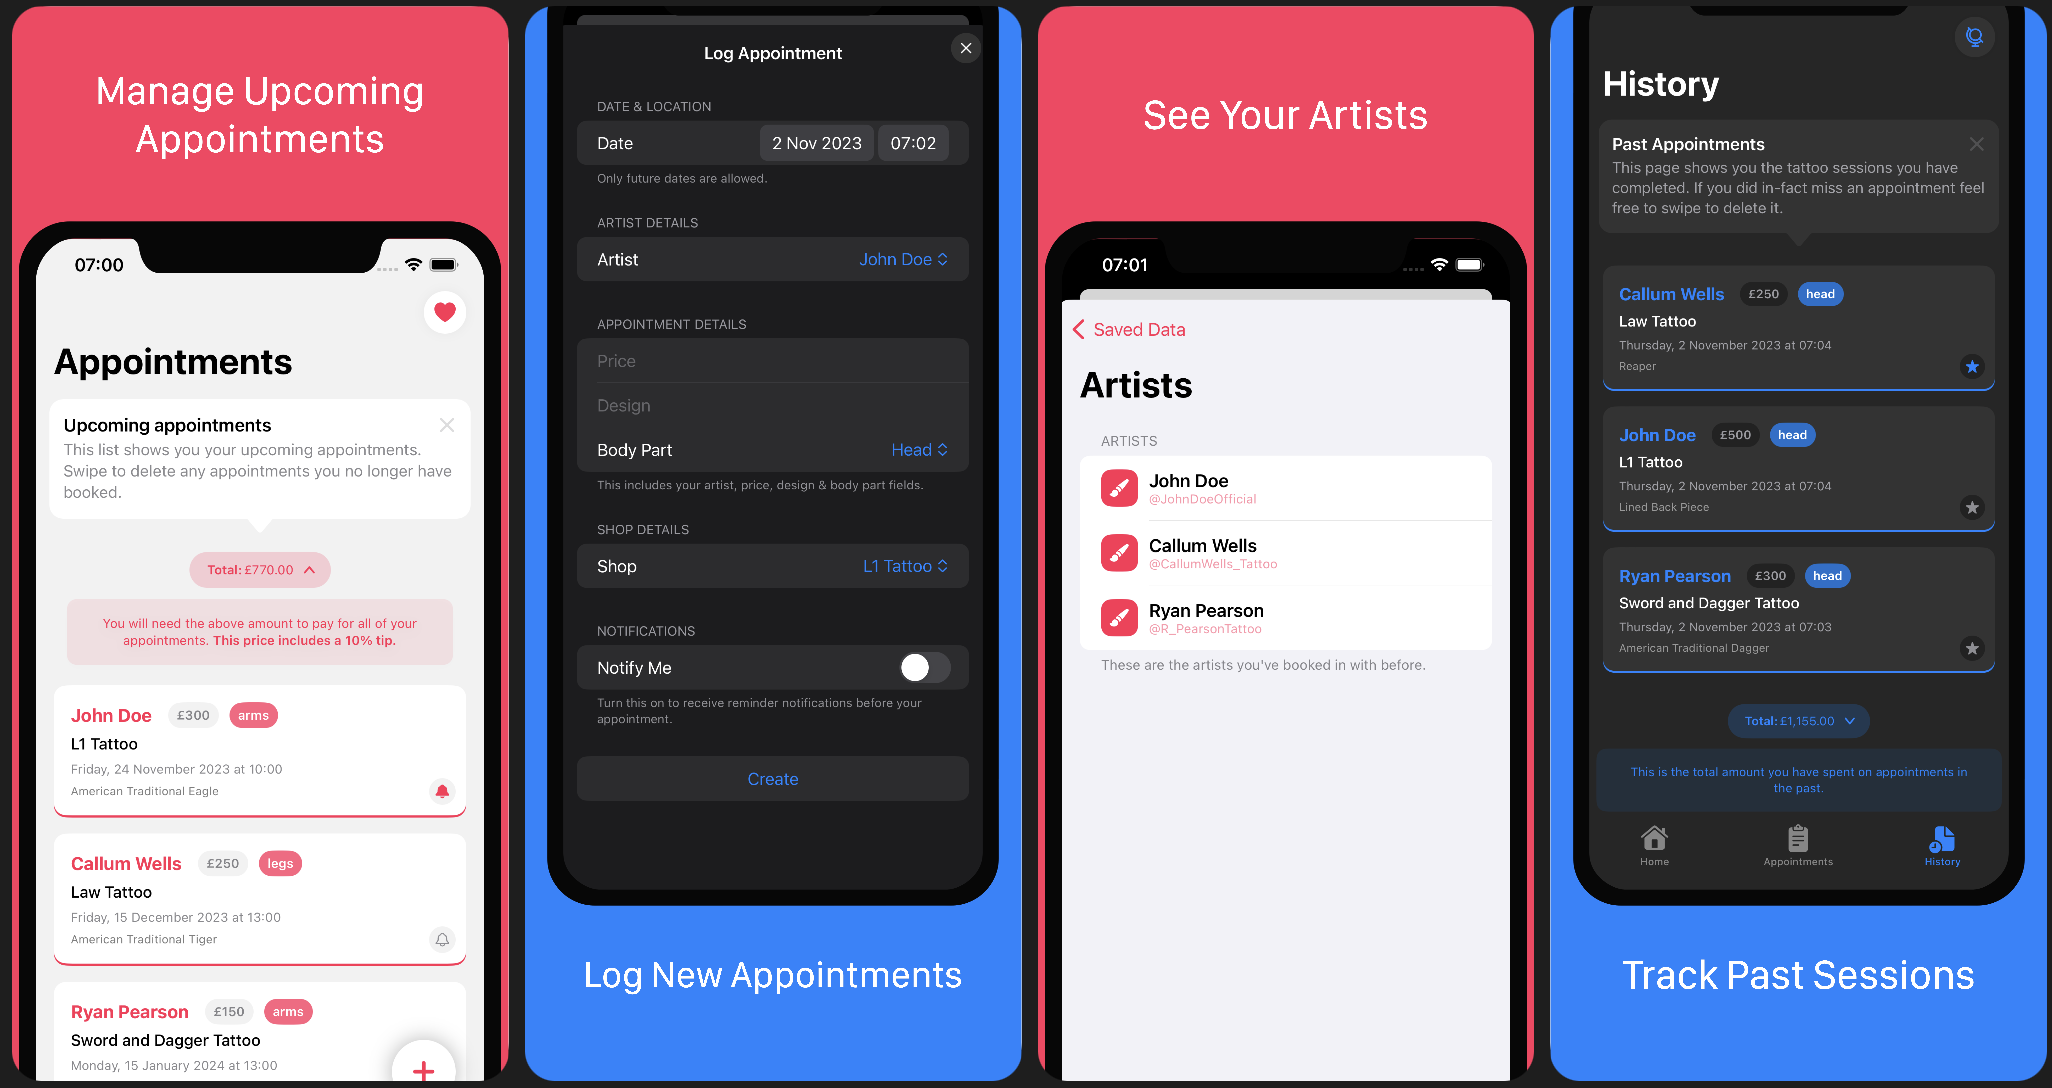 Manage Upcoming
Appointments
07:00
Appointments
Upcoming appointments
This list shows you your upcoming appointments.
Swipe to delete any appointments you no longer have
booked.
Total: £770.00
You will need the above amount to pay for all of your
appointments. This price includes a 10% tip.
John Doe £300 arms
L1 Tattoo
Friday, 24 November 2023 at 10:00
American Traditional Eagle
Callum Wells £250 legs
Law Tattoo
Friday, 15 December 2023 at 13:00
American Traditional Tiger
Ryan Pearson £150 arms
Sword and Dagger Tattoo
Monday, 15 January 2024 at 13:00
Log Appointment
DATE & LOCATION
Date 2 Nov 2023 07:02
Only future dates are allowed.
ARTIST DETAILS
Artist John Doe
APPOINTMENT DETAILS
Price
Design
Body Part Head
This includes your artist, price, design & body part fields.
SHOP DETAILS
Shop L1 Tattoo
NOTIFICATIONS
Notify Me
Turn this on to receive reminder notifications before your
appointment.
Create
Log New Appointments
See Your Artists
07:01
Saved Data
Artists
ARTISTS
John Doe
@JohnDoeOfficial
Callum Wells
@CallumWells_Tattoo
Ryan Pearson
@R_PearsonTattoo
These are the artists you've booked in with before.
History
Past Appointments
This page shows you the tattoo sessions you have
completed. If you did in-fact miss an appointment feel
free to swipe to delete it.
Callum Wells £250 head
Law Tattoo
Thursday, 2 November 2023 at 07:04
Reaper
John Doe £500 head
L1 Tattoo
Thursday, 2 November 2023 at 07:04
Lined Back Piece
Ryan Pearson £300 head
Sword and Dagger Tattoo
Thursday, 2 November 2023 at 07:03
American Traditional Dagger
Total: £1,155.00
This is the total amount you have spent on appointments in
the past.
Home Appointments History
Track Past Sessions